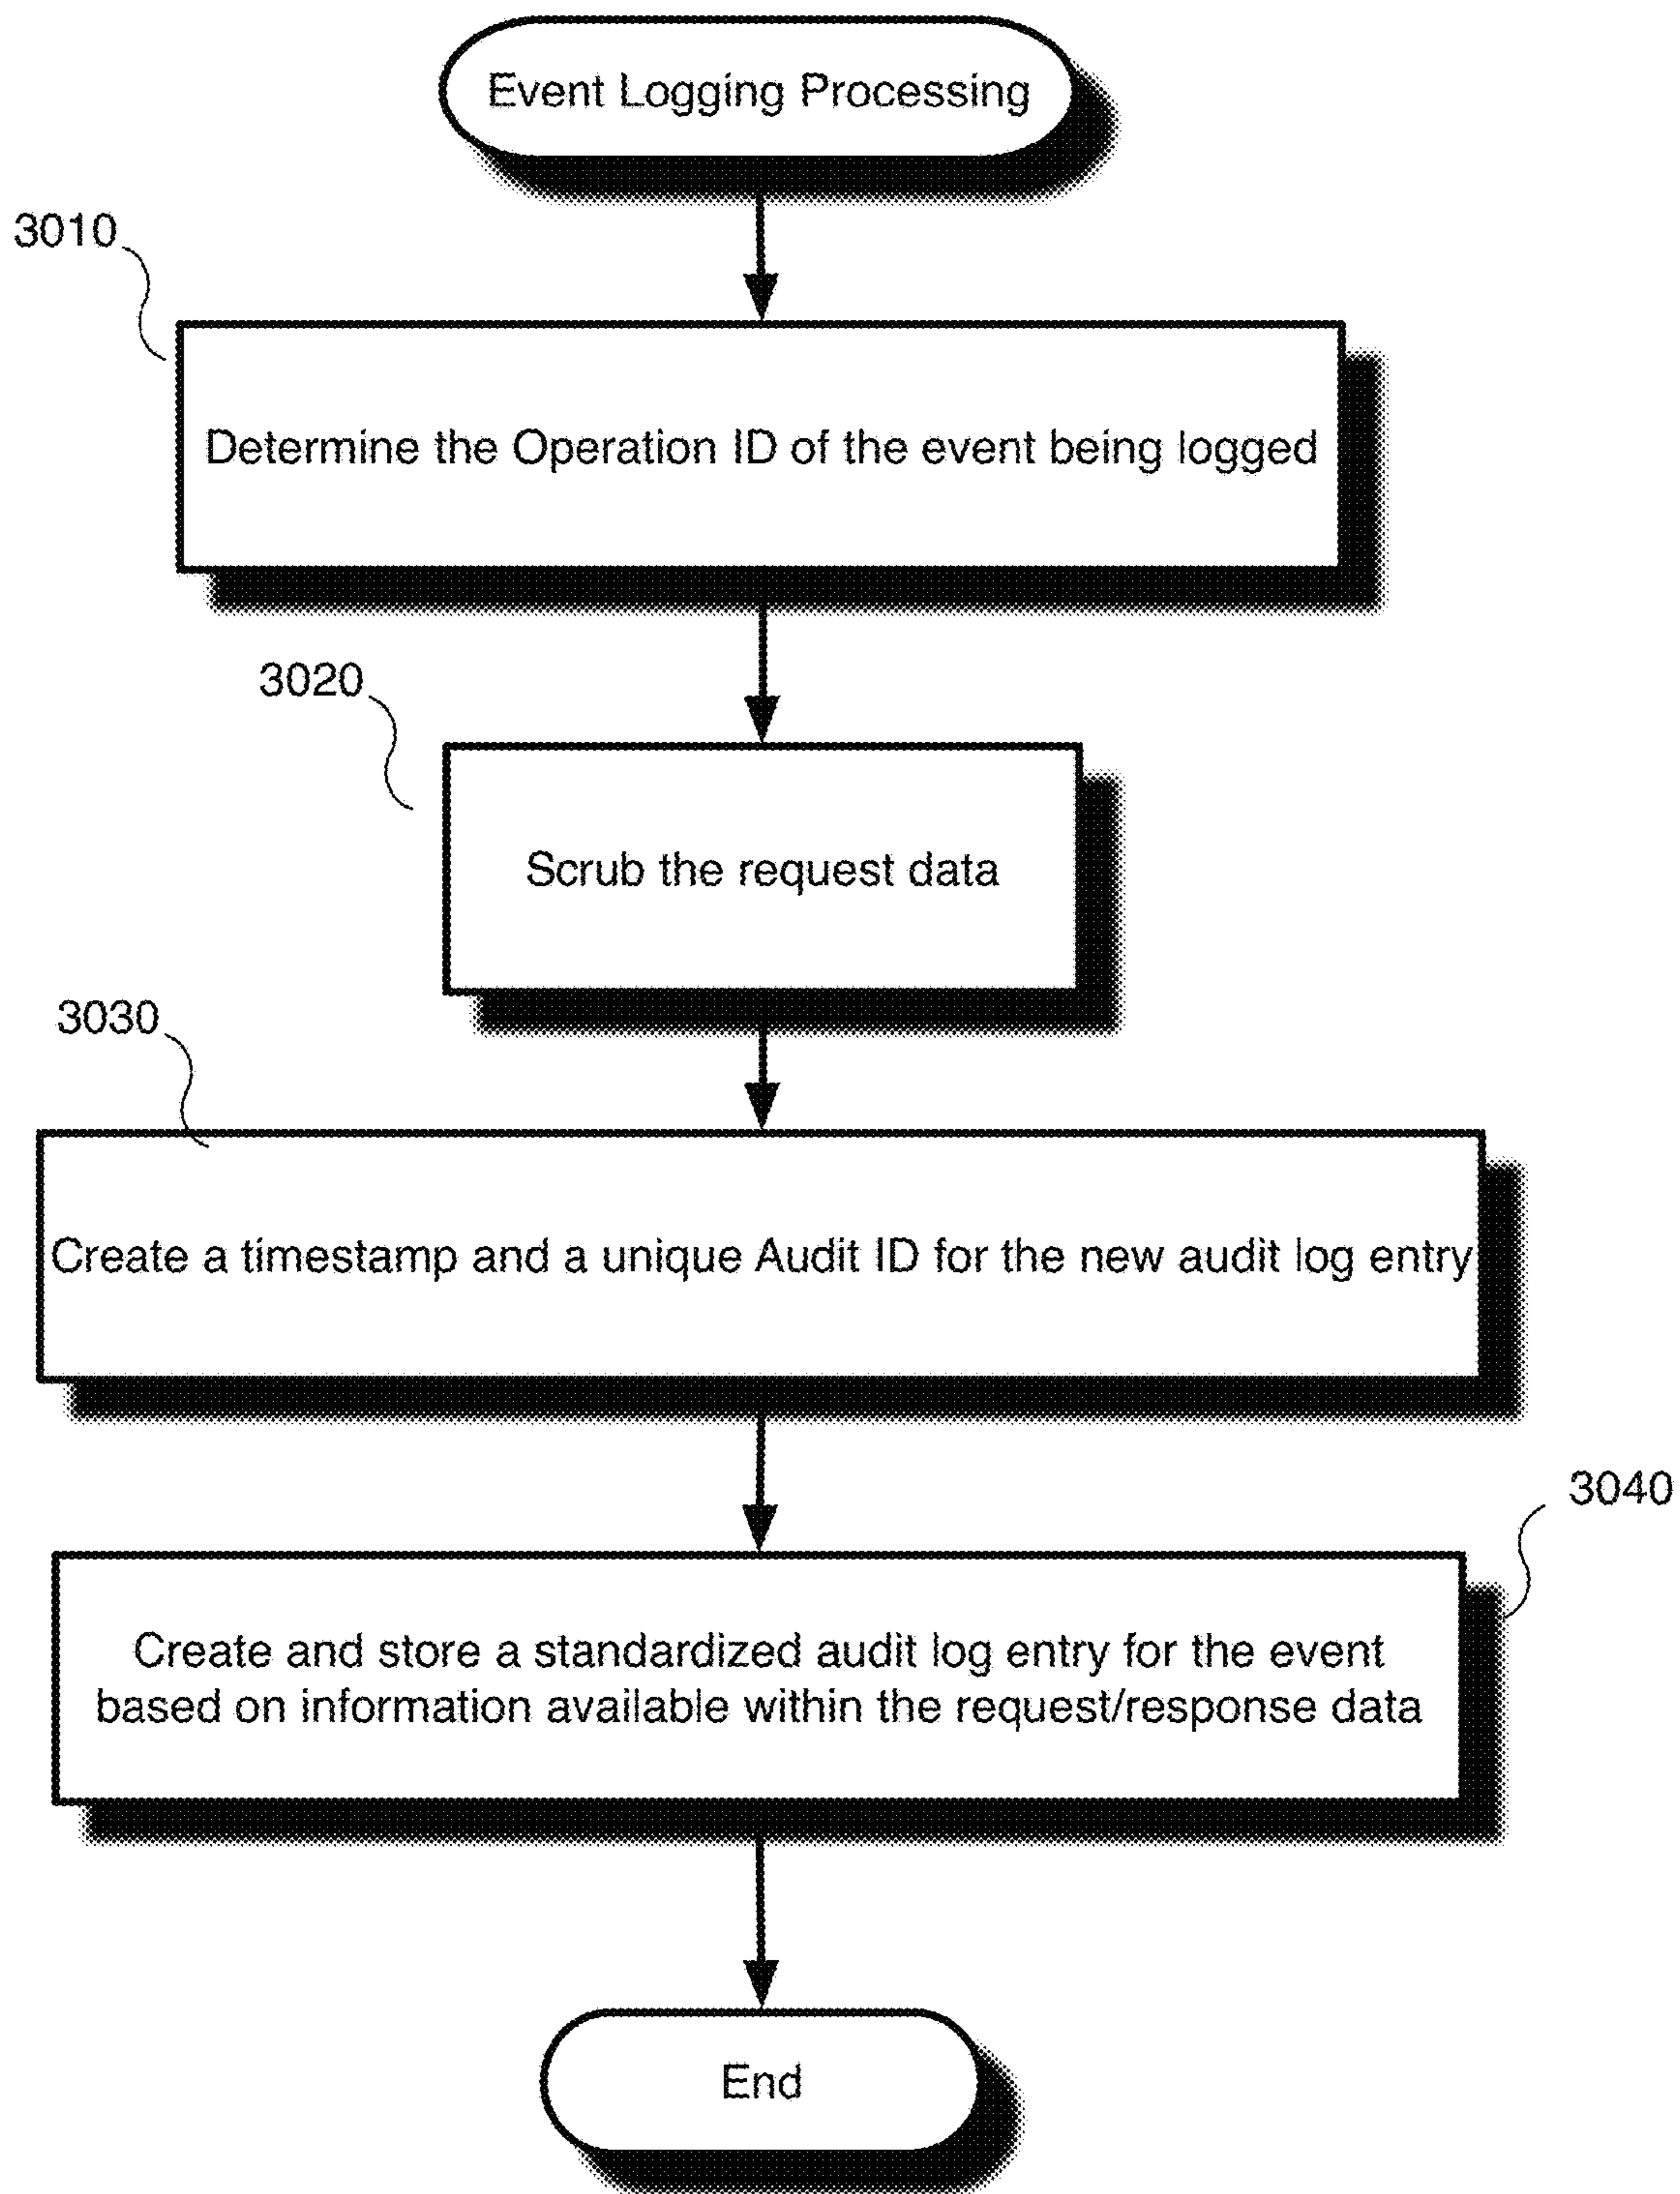 Event Logging Processing
3010
Determine the Operation ID of the event being logged
3020
Scrub the request data
3030
Create a timestamp and a unique Audit ID for the new audit log entry
3040
Create and store a standardized audit log entry for the event
based on information available within the request/response data
End